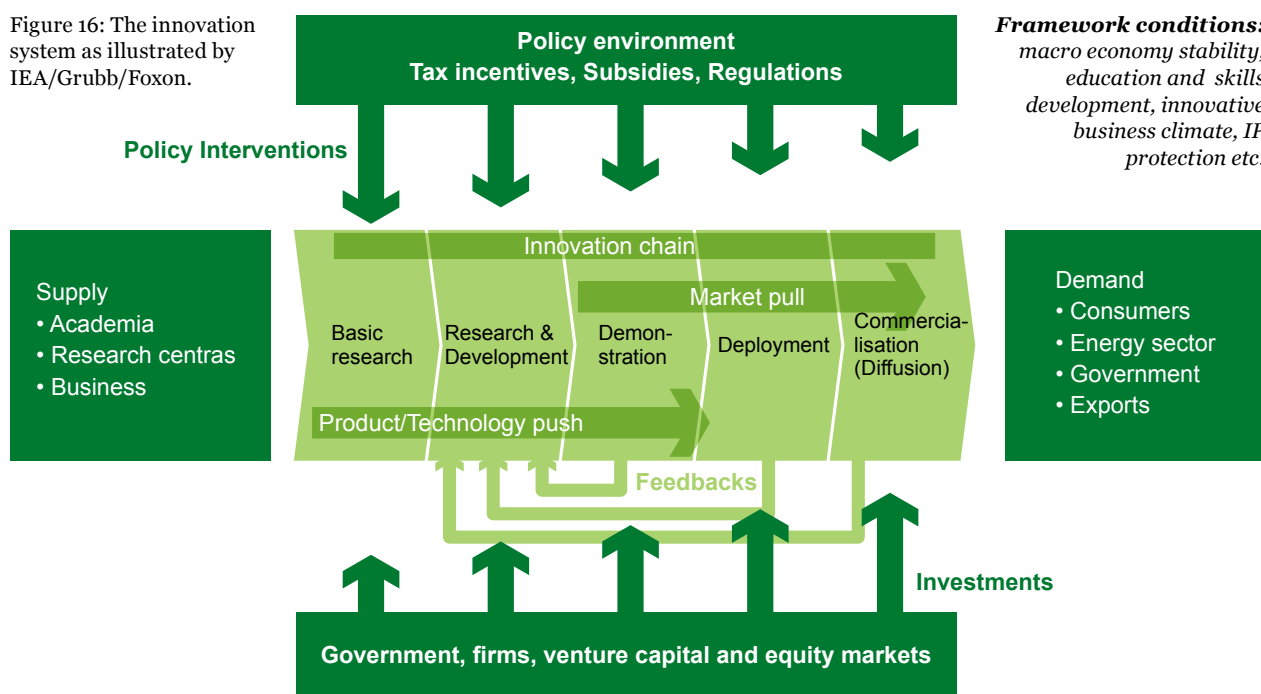 Figure 16: The innovation
system as illustrated by
IEA/Grubb/Foxon.
Policy environment
Tax incentives, Subsidies, Regulations
Framework conditions:
macro economy stability,
education and skills
development, innovative
business climate, IP
protection etc.
Policy Interventions
Supply
• Academia
• Research centras
• Business
Innovation chain
Market pull
Basic
research
Research &
Development
Demon-
stration
Deployment
Commercia-
lisation
(Diffusion)
Product/Technology push
Demand
• Consumers
• Energy sector
• Government
• Exports
Feedbacks
Investments
Government, firms, venture capital and equity markets